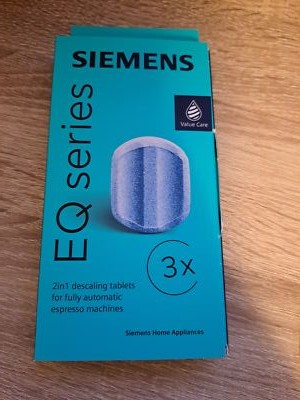 SIEMENS
Value Care
EQ series
3x
2in1 descaling tablets
for fully automatic
espresso machines
Siemens Home Appliances